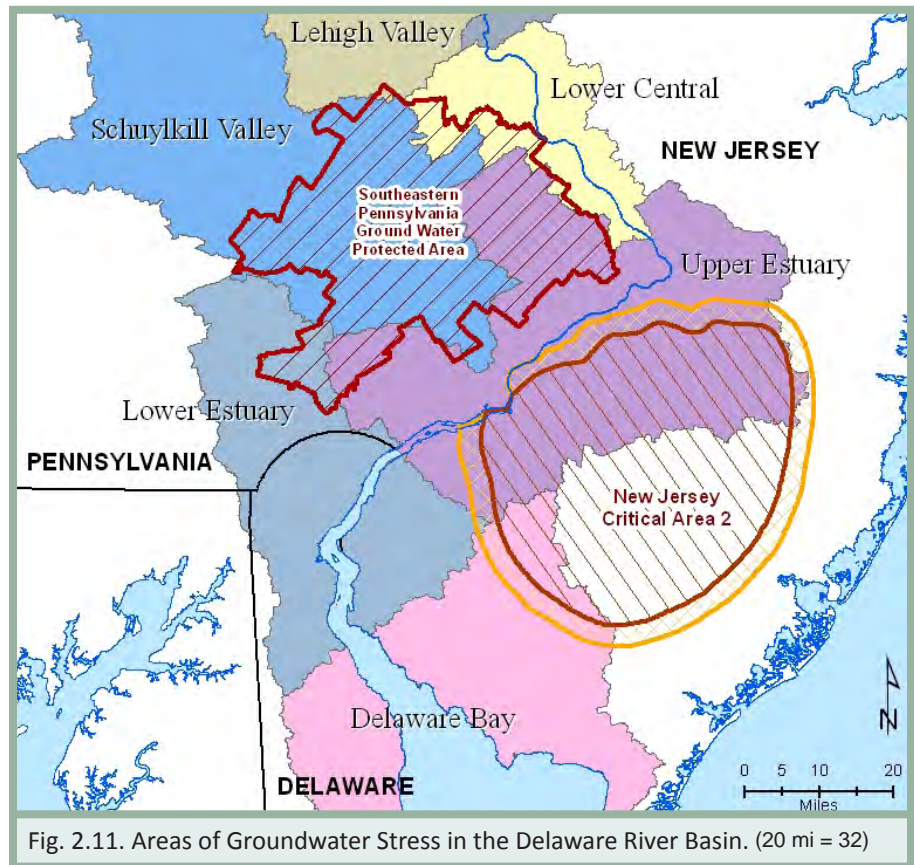 Lehigh Valley
Lower Central
Schuylkill Valley
NEW JERSEY
Southeastern
Pennsylvania
Ground Water
Protected Area
Upper Estuary
Lower Estuary
PENNSYLVANIA
New Jersey
Critical Area 2
Delaware Bay
N
DELAWARE
0 5 10 20
Miles
Fig. 2.11. Areas of Groundwater Stress in the Delaware River Basin. (20 mi = 32)